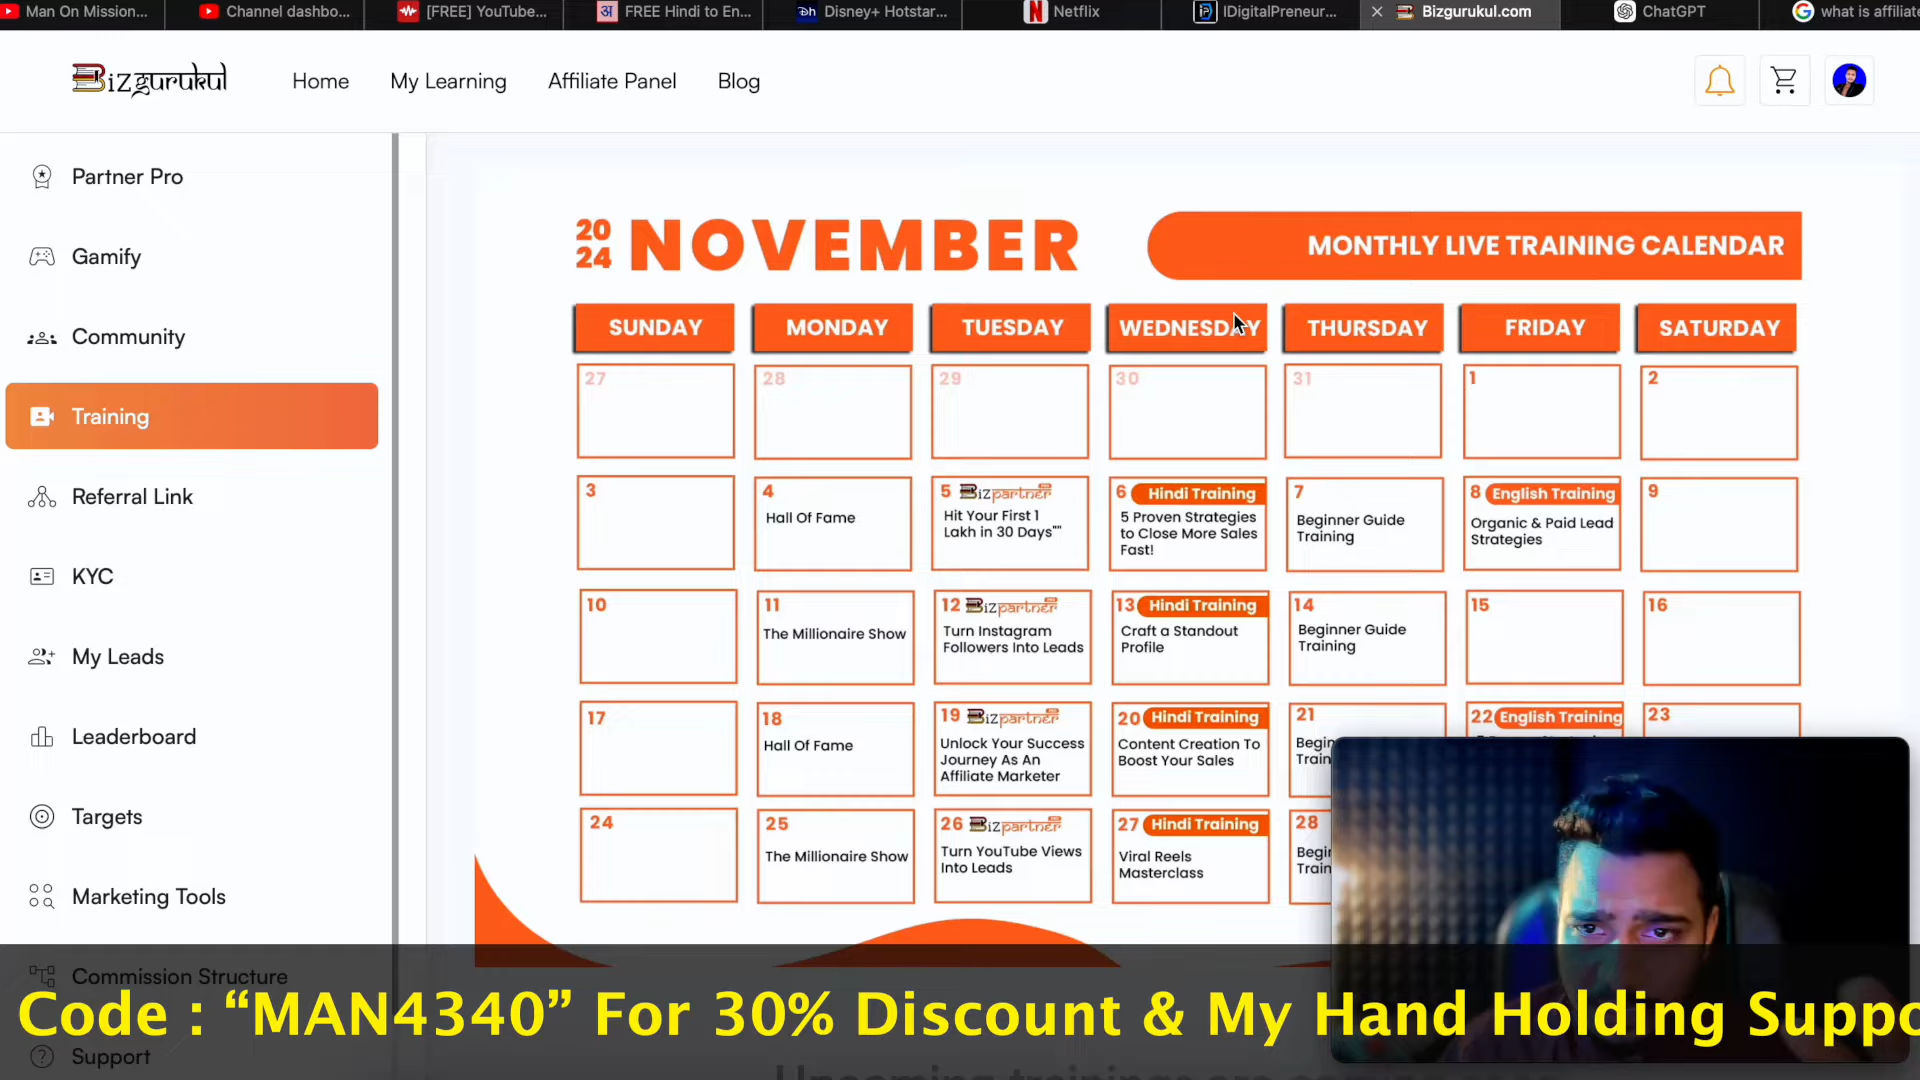 Man On Mission...
Channel dashbo...
[FREE] YouTube...
अ FREE Hindi to En...
Disney+ Hotstar...
Netflix
IDigitalPreneur...
Bizgurukul.com
ChatGPT
what is affiliate
Bizgurukul
Home
My Learning
Affiliate Panel
Blog
Partner Pro
Gamify
Community
Training
Referral Link
KYC
My Leads
Leaderboard
Targets
Marketing Tools
Commission Structure
Support
2024 NOVEMBER
MONTHLY LIVE TRAINING CALENDAR
SUNDAY MONDAY TUESDAY WEDNESDAY THURSDAY FRIDAY SATURDAY
27 28 29 30 31 1 2
3
4
Hall Of Fame
5 Bizpartner
Hit Your First 1
Lakh in 30 Days""
6 Hindi Training
5 Proven Strategies
to Close More Sales
Fast!
7
Beginner Guide
Training
8 English Training
Organic & Paid Lead
Strategies
9
10
11
The Millionaire Show
12 Bizpartner
Turn Instagram
Followers Into Leads
13 Hindi Training
Craft a Standout
Profile
14
Beginner Guide
Training
15
16
17
18
Hall Of Fame
19 Bizpartner
Unlock Your Success
Journey As An
Affiliate Marketer
20 Hindi Training
Content Creation To
Boost Your Sales
21
Begi
Train
22 English Training
23
24
25
The Millionaire Show
26 Bizpartner
Turn YouTube Views
Into Leads
27 Hindi Training
Viral Reels
Masterclass
28
Begi
Train
Code : “MAN4340” For 30% Discount & My Hand Holding Suppo